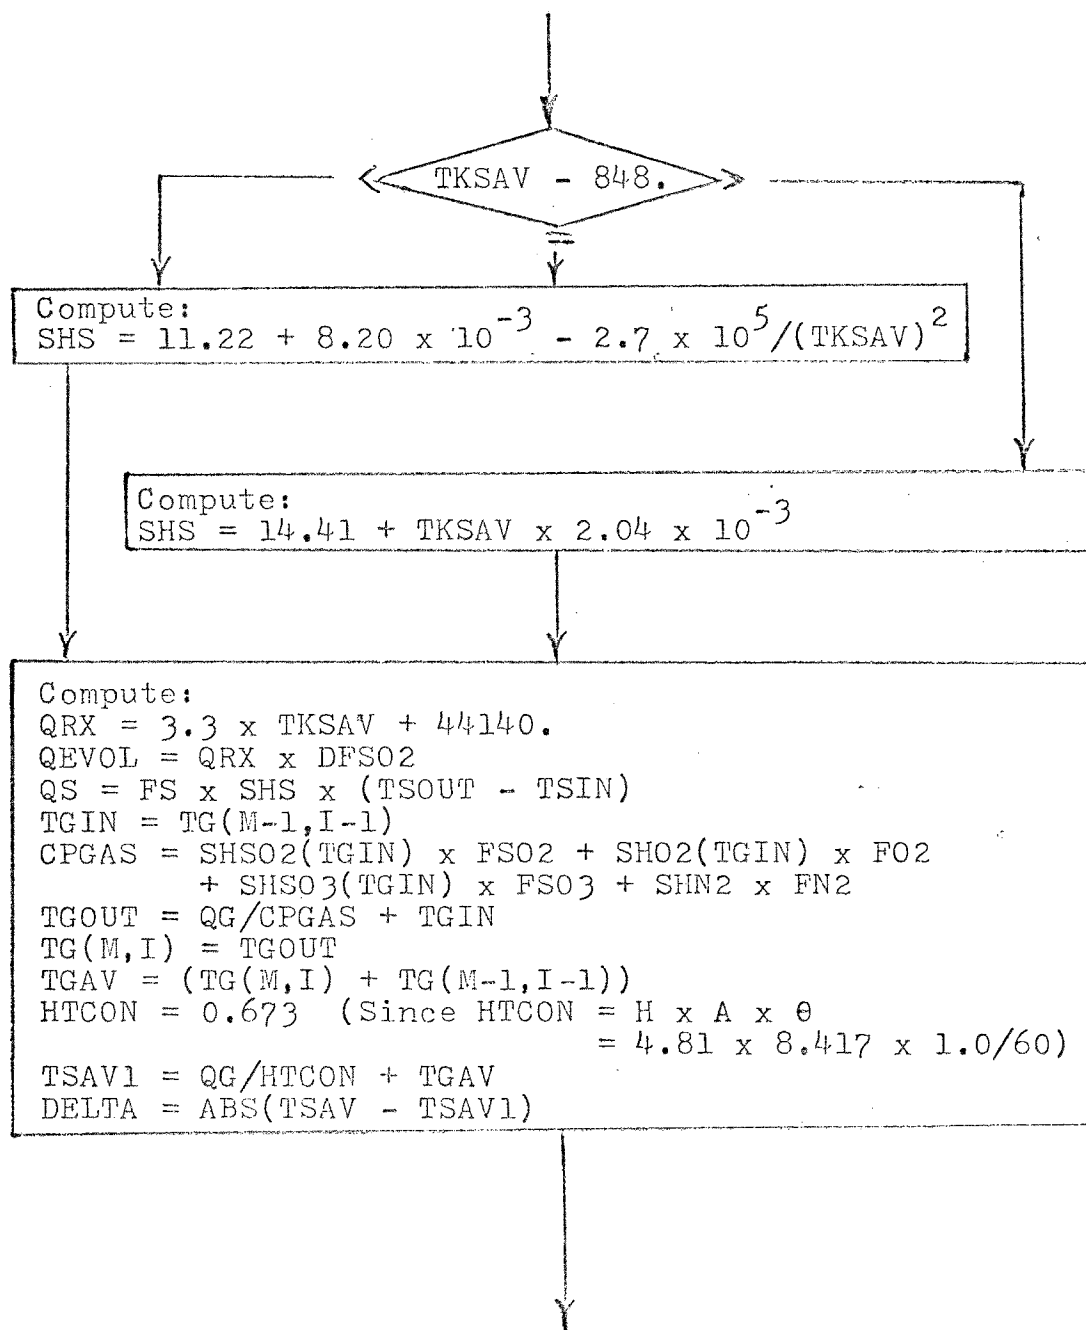 TKSAV - 848.
< >
=
Compute:
SHS = 11.22 + 8.20 x 10^-3 - 2.7 x 10^5/(TKSAV)^2
Compute:
SHS = 14.41 + TKSAV x 2.04 x 10^-3
Compute:
QRX = 3.3 x TKSAV + 44140.
QEVOL = QRX x DFSO2
QS = FS x SHS x (TSOUT - TSIN)
TGIN = TG(M-1,I-1)
CPGAS = SHSO2(TGIN) x FSO2 + SHO2(TGIN) x FO2
+ SHSO3(TGIN) x FSO3 + SHN2 x FN2
TGOUT = QG/CPGAS + TGIN
TG(M,I) = TGOUT
TGAV = (TG(M,I) + TG(M-1,I-1))
HTCON = 0.673 (Since HTCON = H x A x θ
= 4.81 x 8.417 x 1.0/60)
TSAV1 = QG/HTCON + TGAV
DELTA = ABS(TSAV - TSAV1)